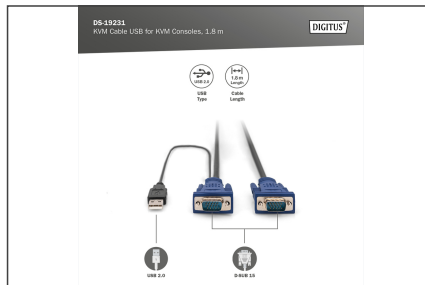 DS-19231
KVM Cable USB for KVM Consoles, 1.8 m
DIGITUS®
USB 2.0
1.8 m
Length
USB
Type
Cable
Length
USB 2.0
D-SUB 15